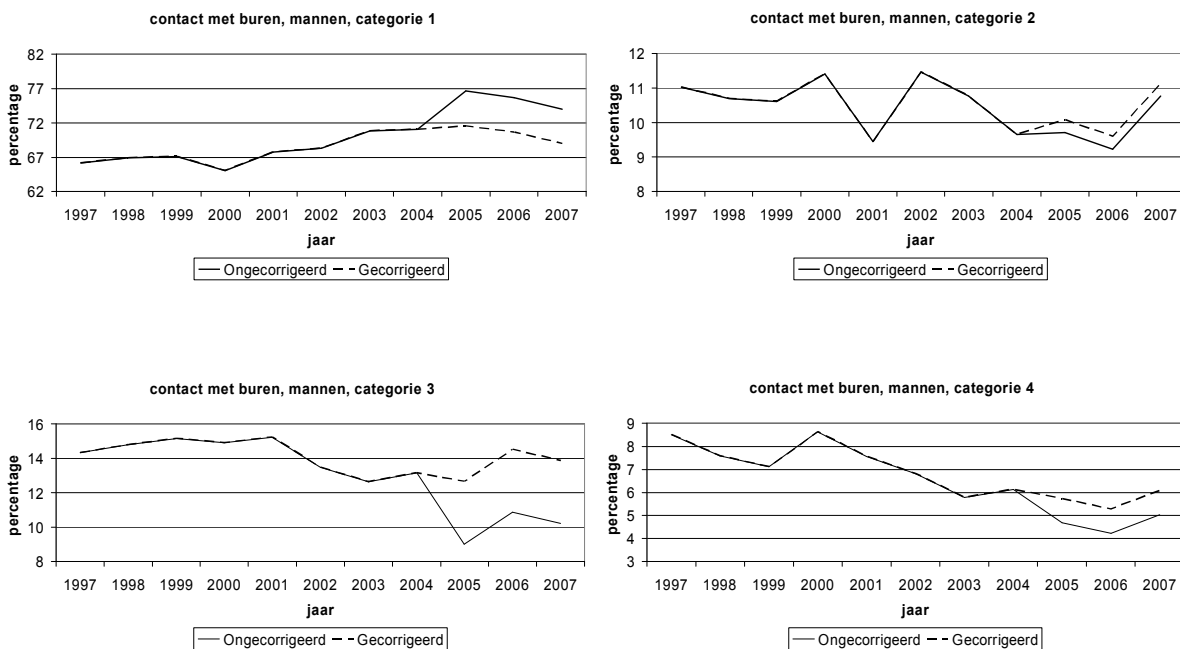 contact met buren, mannen, categorie 1
percentage
82
77
72
67
62
1997 1998 1999 2000 2001 2002 2003 2004 2005 2006 2007
jaar
Ongecorrigeerd Gecorrigeerd
contact met buren, mannen, categorie 2
percentage
12
11
10
9
8
1997 1998 1999 2000 2001 2002 2003 2004 2005 2006 2007
jaar
Ongecorrigeerd Gecorrigeerd
contact met buren, mannen, categorie 3
percentage
16
14
12
10
8
1997 1998 1999 2000 2001 2002 2003 2004 2005 2006 2007
jaar
Ongecorrigeerd Gecorrigeerd
contact met buren, mannen, categorie 4
percentage
9
8
7
6
5
4
3
1997 1998 1999 2000 2001 2002 2003 2004 2005 2006 2007
jaar
Ongecorrigeerd Gecorrigeerd